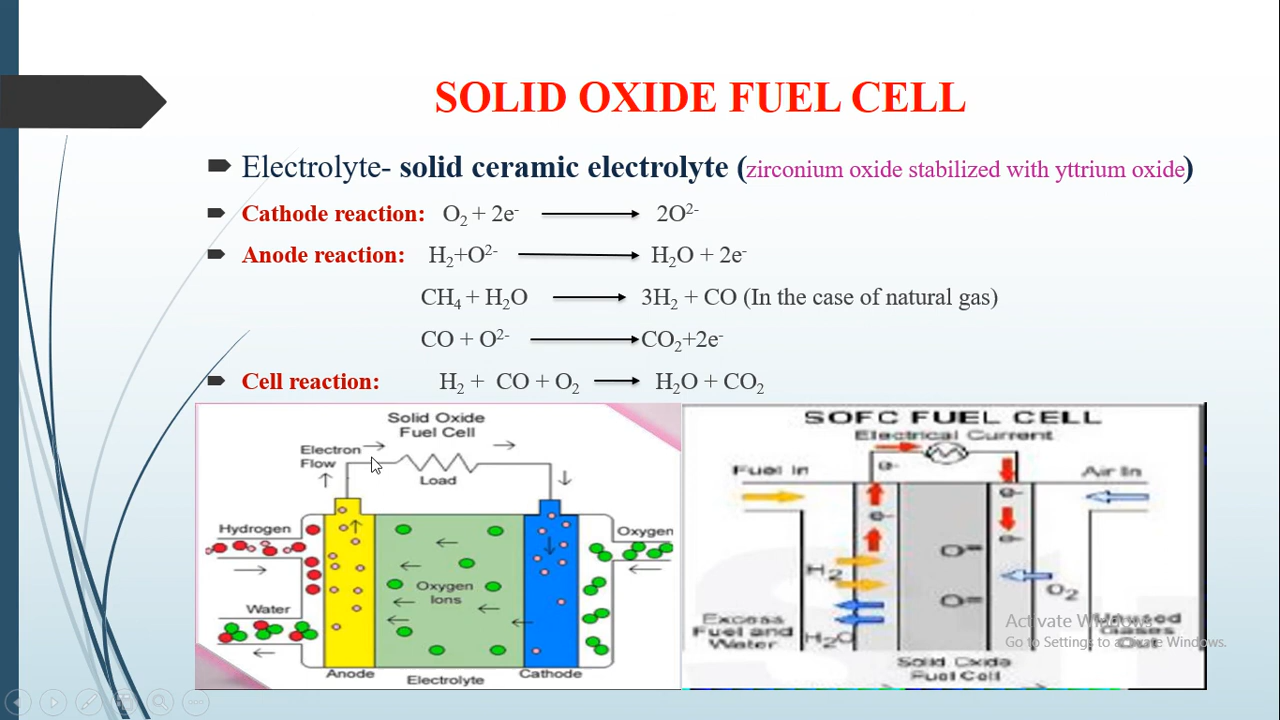 SOLID OXIDE FUEL CELL
Electrolyte- solid ceramic electrolyte (zirconium oxide stabilized with yttrium oxide)
Cathode reaction: O₂ + 2e⁻ ⟶ 2O²⁻
Anode reaction: H₂+O²⁻ ⟶ H₂O + 2e⁻
CH₄ + H₂O ⟶ 3H₂ + CO (In the case of natural gas)
CO + O²⁻ ⟶ CO₂+2e⁻
Cell reaction: H₂ + CO + O₂ ⟶ H₂O + CO₂
Solid Oxide
Fuel Cell
Electron
Flow
Load
Hydrogen
Oxygen
Oxygen
Ions
Water
Anode
Electrolyte
Cathode
SOFC FUEL CELL
Electrical Current
e-
Fuel In
Air In
e-
e-
e-
O=
H₂
O₂
O=
Excess
Fuel and
Water
H₂O
Gases
Out
Solid Oxide
Fuel Cell
Activate Windows
Go to Settings to activate Windows.